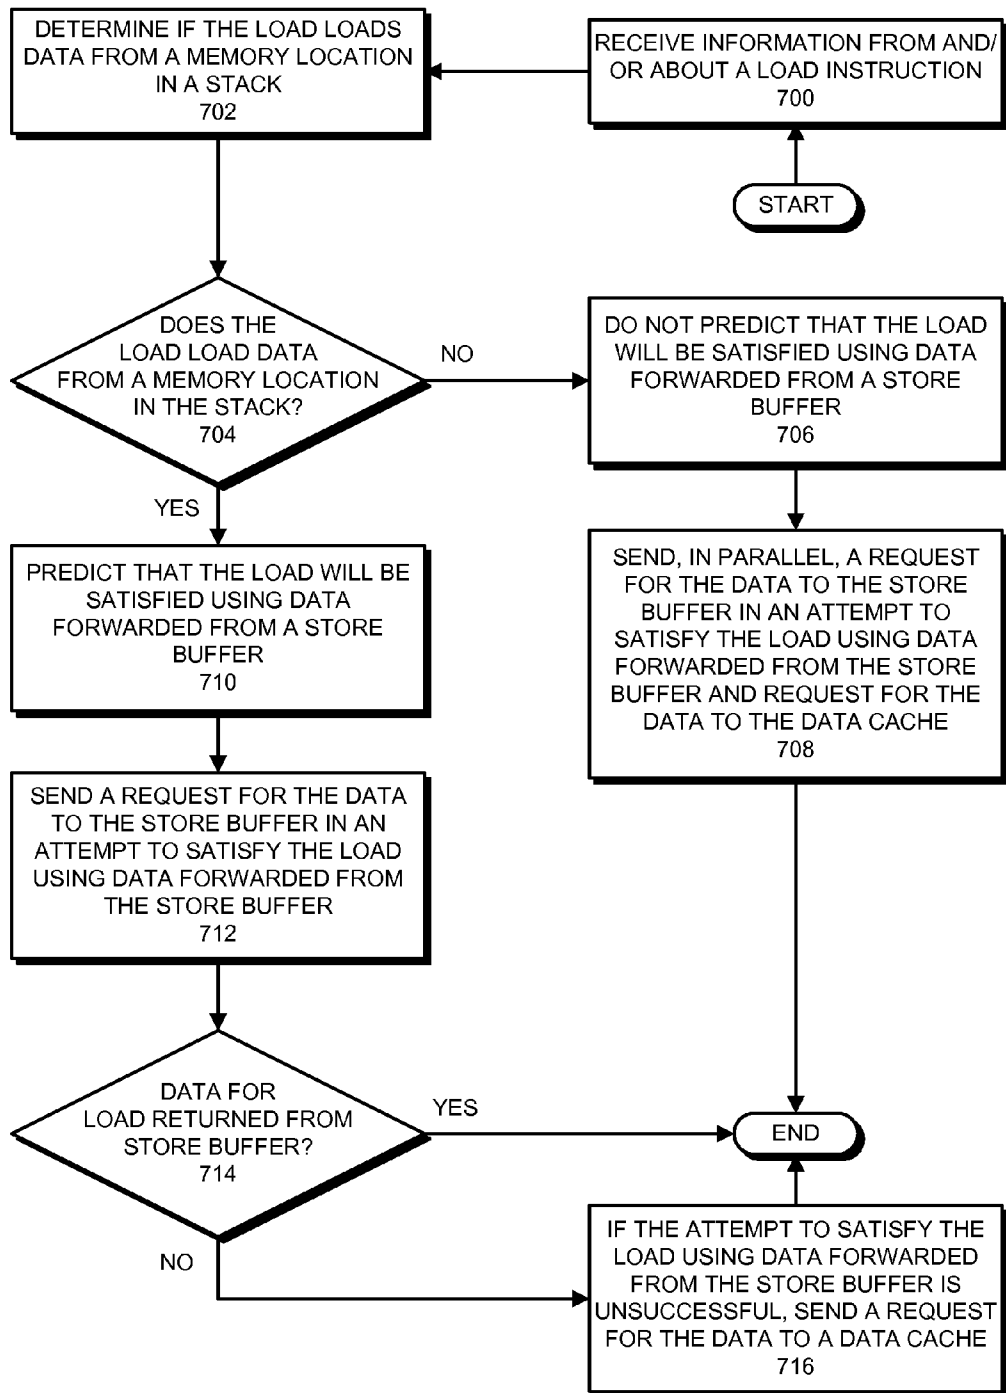 START
RECEIVE INFORMATION FROM AND/
OR ABOUT A LOAD INSTRUCTION
700
DETERMINE IF THE LOAD LOADS
DATA FROM A MEMORY LOCATION
IN A STACK
702
DOES THE
LOAD LOAD DATA
FROM A MEMORY LOCATION
IN THE STACK?
704
NO
DO NOT PREDICT THAT THE LOAD
WILL BE SATISFIED USING DATA
FORWARDED FROM A STORE
BUFFER
706
SEND, IN PARALLEL, A REQUEST
FOR THE DATA TO THE STORE
BUFFER IN AN ATTEMPT TO
SATISFY THE LOAD USING DATA
FORWARDED FROM THE STORE
BUFFER AND REQUEST FOR THE
DATA TO THE DATA CACHE
708
YES
PREDICT THAT THE LOAD WILL BE
SATISFIED USING DATA
FORWARDED FROM A STORE
BUFFER
710
SEND A REQUEST FOR THE DATA
TO THE STORE BUFFER IN AN
ATTEMPT TO SATISFY THE LOAD
USING DATA FORWARDED FROM
THE STORE BUFFER
712
DATA FOR
LOAD RETURNED FROM
STORE BUFFER?
714
YES
END
NO
IF THE ATTEMPT TO SATISFY THE
LOAD USING DATA FORWARDED
FROM THE STORE BUFFER IS
UNSUCCESSFUL, SEND A REQUEST
FOR THE DATA TO A DATA CACHE
716